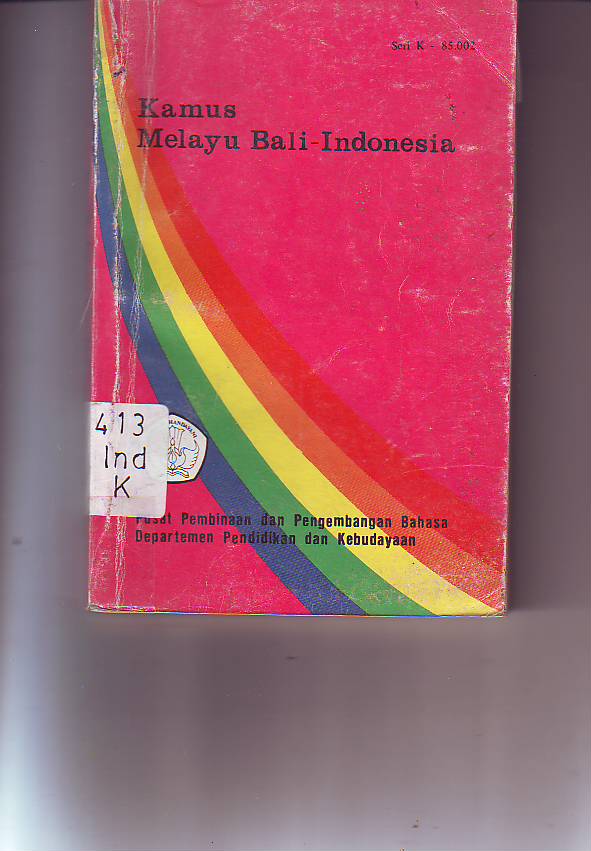 Seri K - 85.002
Kamus
Melayu Bali-Indonesia
413
Ind
K
Pusat Pembinaan dan Pengembangan Bahasa
Departemen Pendidikan dan Kebudayaan